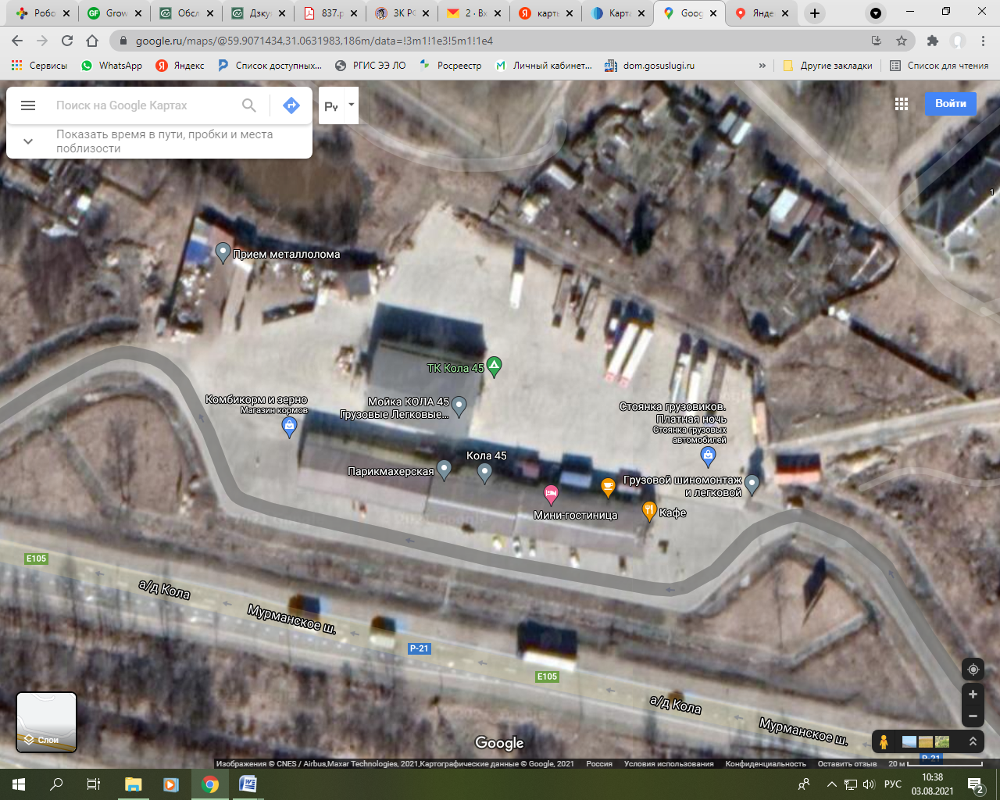 Робо
Grow
Обсл
Дзку
837.p
ЗК РФ
2 · Вх
карты
Карта
Goog
Янде
google.ru/maps/@59.9071434,31.0631983,186m/data=!3m1!1e3!5m1!1e4
Сервисы
WhatsApp
Яндекс
Список доступных...
РГИС ЭЭ ЛО
Росреестр
Личный кабинет...
dom.gosuslugi.ru
»
Другие закладки
Список для чтения
Поиск на Google Картах
Показать время в пути, пробки и места
поблизости
Войти
1
Прием металлолома
ТК Кола 45
Мойка КОЛА 45
Грузовые Легковые...
Комбикорм и зерно
Магазин кормов
Стоянка грузовиков.
Платная ночь
Стоянка грузовых
автомобилей
Кола 45
Парикмахерская
Грузовой шиномонтаж
и легковой
Мини-гостиница
Кафе
E105
а/д Кола
Мурманское ш.
P-21
E105
а/д Кола
Мурманское ш.
P-21
Слои
Google
Изображения © CNES / Airbus,Maxar Technologies, 2021,Картографические данные © Google, 2021
Россия
Условия использования
Конфиденциальность
Оставить отзыв
20 м
РУС
10:38
03.08.2021
2